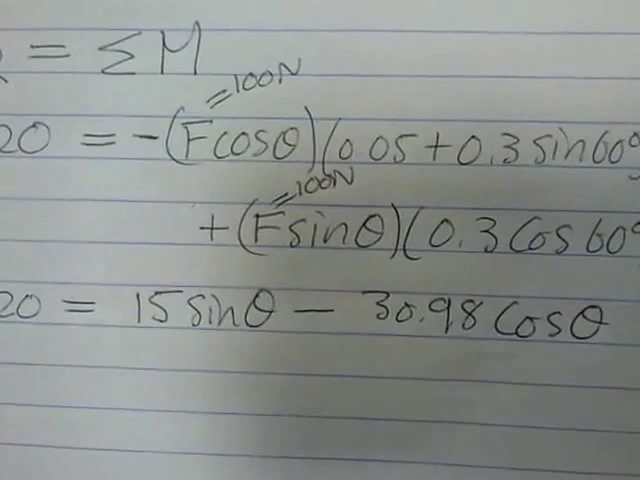 = ΣM
=100N
20 = -(Fcosθ)(0.05+0.3sin60°
=100N
+(Fsinθ)(0.3cos60°
20 = 15sinθ - 30.98cosθ